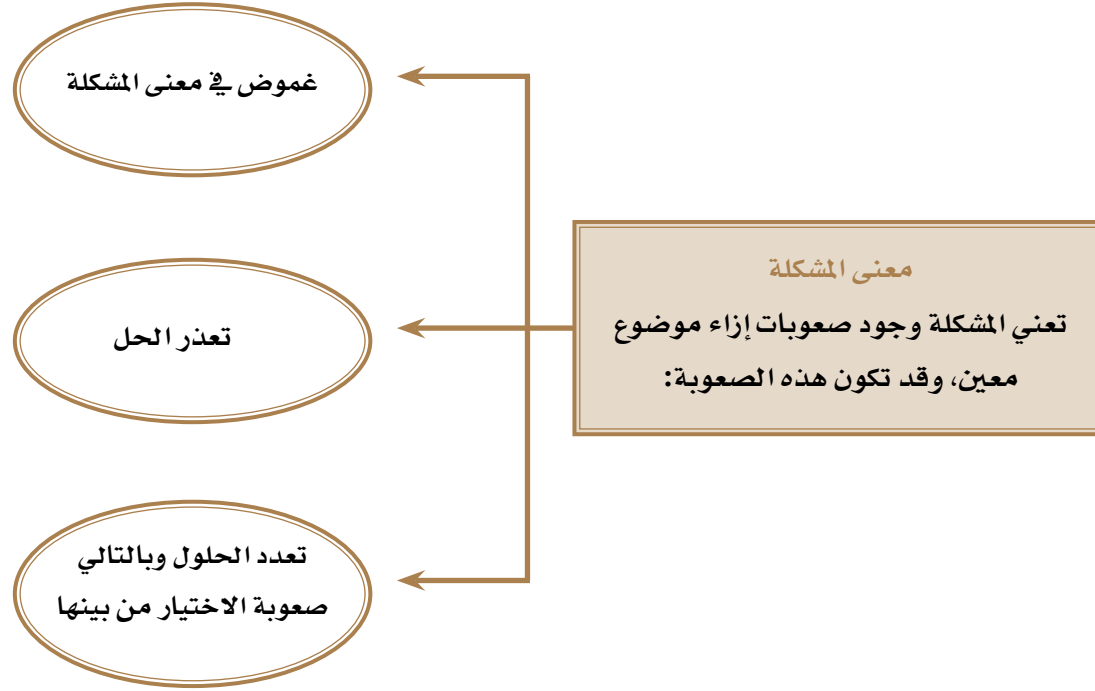 معنى المشكلة
تعني المشكلة وجود صعوبات إزاء موضوع
معين، وقد تكون هذه الصعوبة:
غموض في معنى المشكلة
تعذر الحل
تعدد الحلول وبالتالي
صعوبة الاختيار من بينها